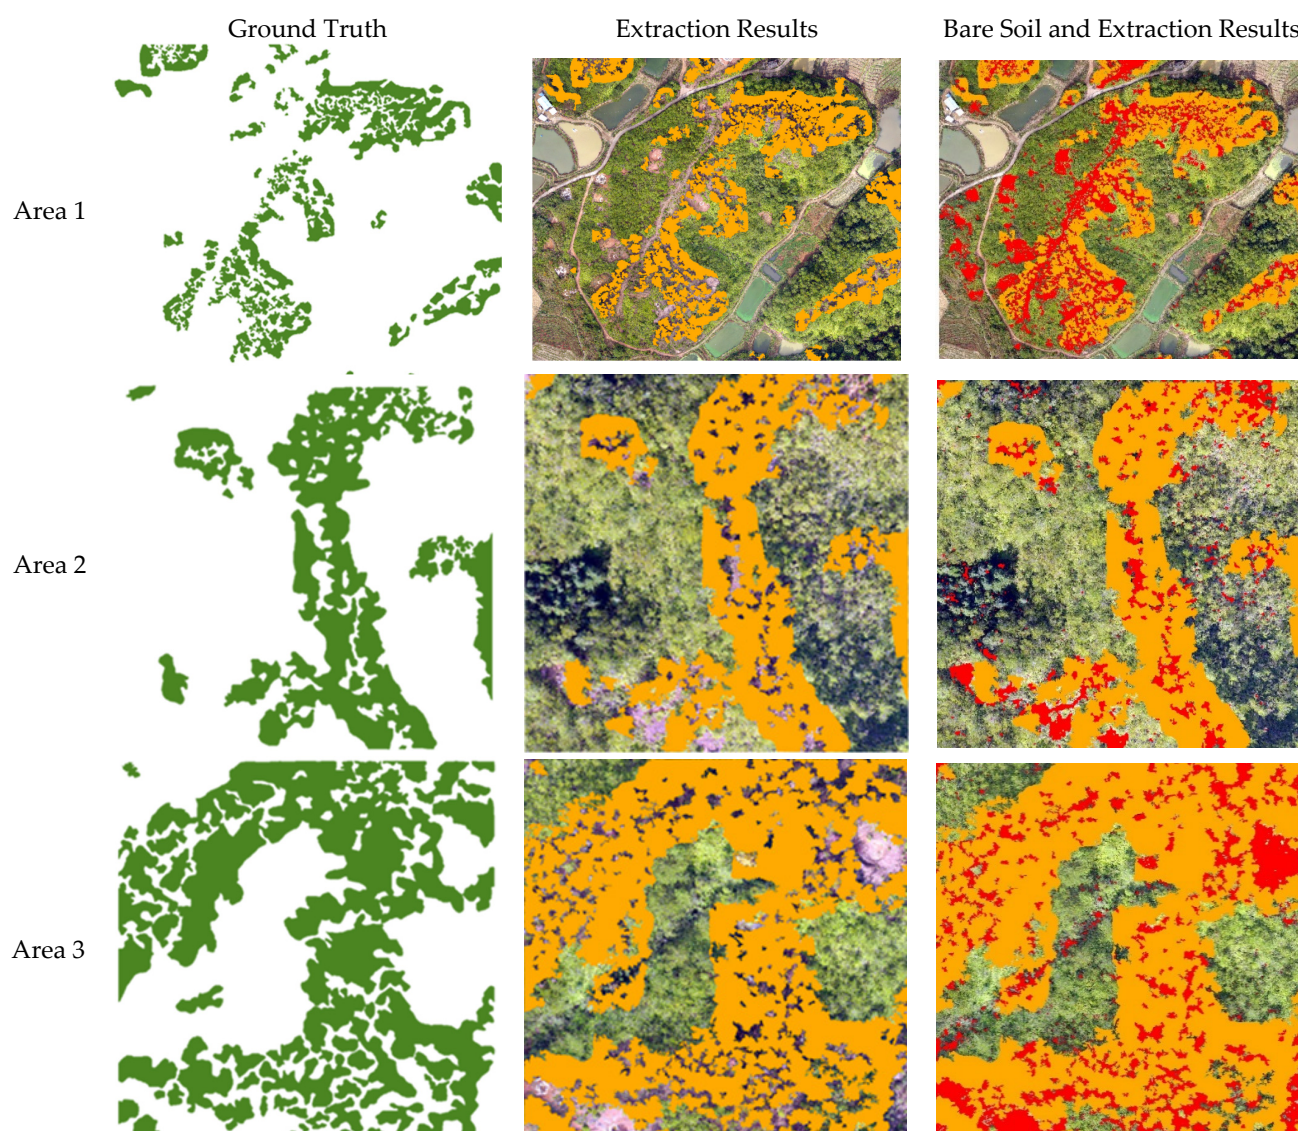 Ground Truth
Extraction Results
Bare Soil and Extraction Results
Area 1
Area 2
Area 3